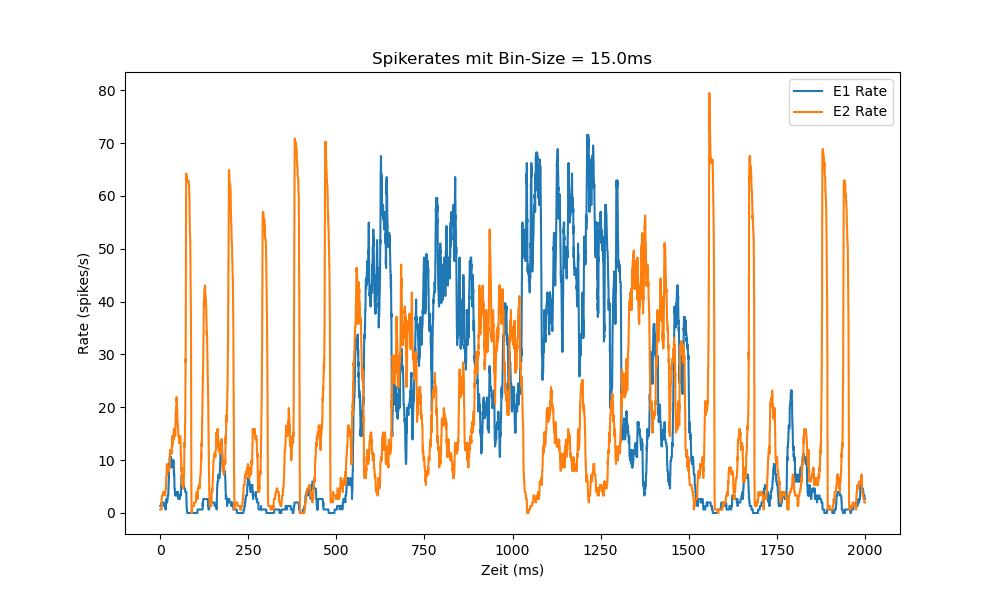 Spikerates mit Bin-Size = 15.0ms
E1 Rate
E2 Rate
Rate (spikes/s)
80
70
60
50
40
30
20
10
0
0 250 500 750 1000 1250 1500 1750 2000
Zeit (ms)